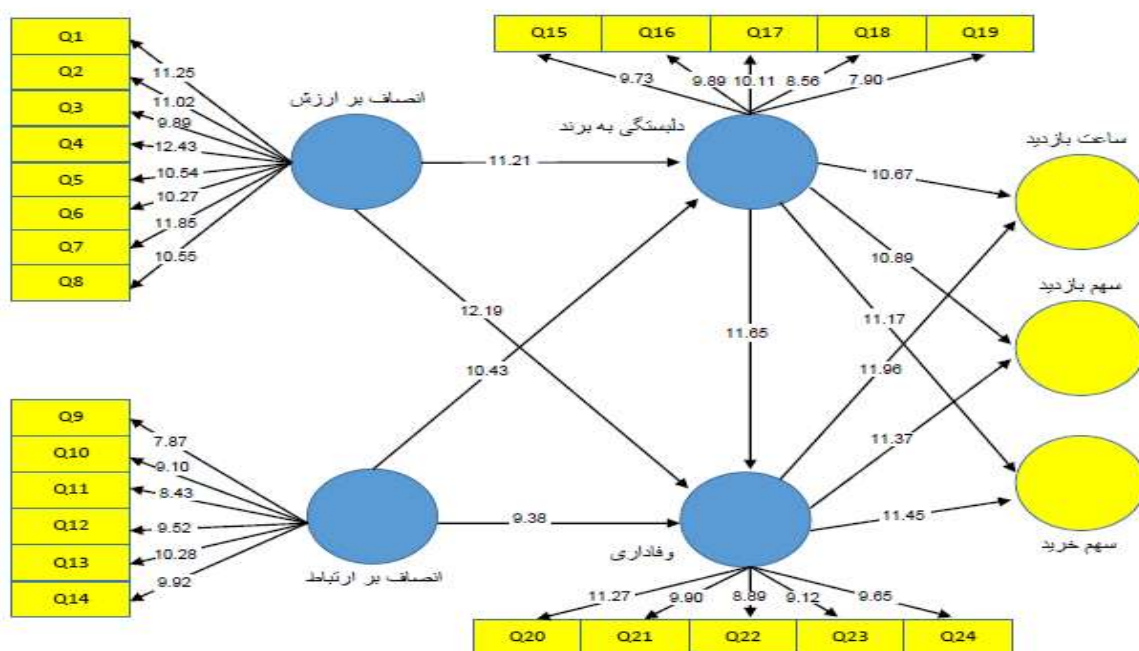 Q15 Q16 Q17 Q18 Q19
9.73 9.89 10.11 8.56 7.90
Q1
Q2
Q3
Q4
Q5
Q6
Q7
Q8
11.25
11.02
9.89
12.43
10.54
10.27
11.85
10.55
انصاف بر ارزش
دلبستگی به برند
ساعت بازدید
11.21
10.67
10.89
سهم بازدید
11.17
12.19
11.65
10.43
11.96
11.37
Q9
Q10
Q11
Q12
Q13
Q14
7.87
9.10
8.43
9.52
10.28
9.92
9.38
11.45
انصاف بر ارتباط
وفاداری
سهم خرید
11.27 9.90 8.89 9.12 9.65
Q20 Q21 Q22 Q23 Q24